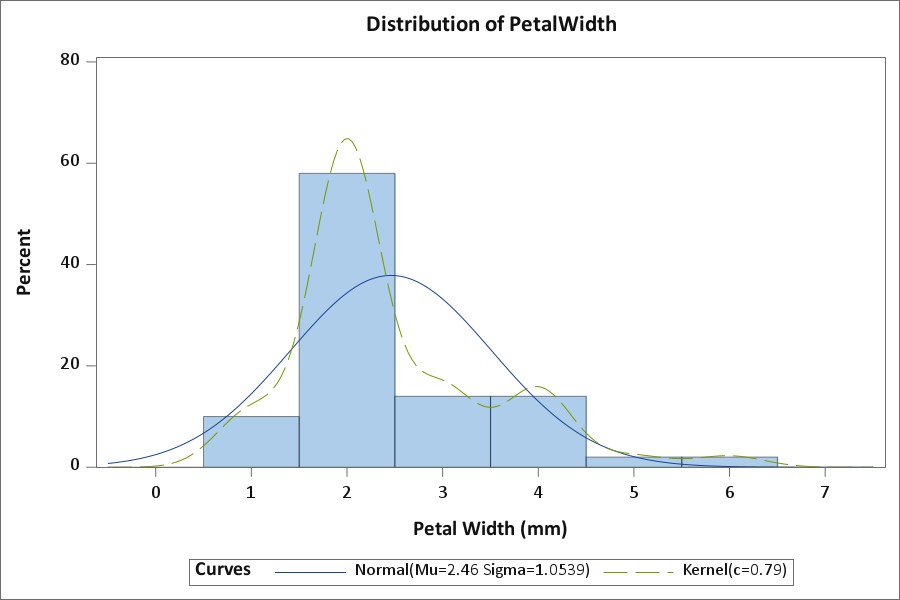 Distribution of PetalWidth
80
60
40
20
0
Percent
0 1 2 3 4 5 6 7
Petal Width (mm)
Curves Normal(Mu=2.46 Sigma=1.0539) Kernel(c=0.79)